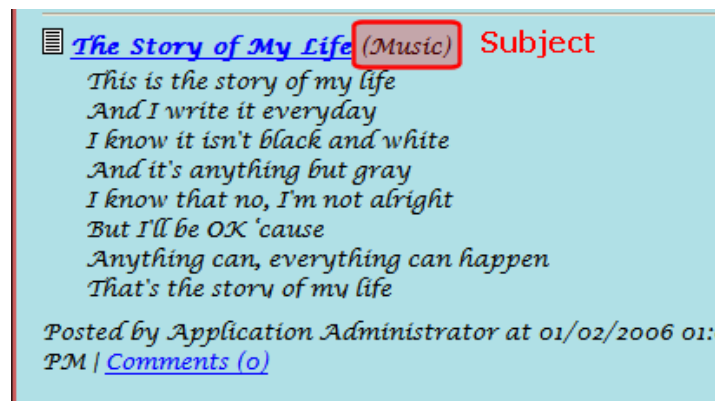 The Story of My Life (Music) Subject
This is the story of my life
And I write it everyday
I know it isn't black and white
And it's anything but gray
I know that no, I'm not alright
But I'll be OK ‘cause
Anything can, everything can happen
That's the story of my life
Posted by Application Administrator at 01/02/2006 01:
PM | Comments (0)